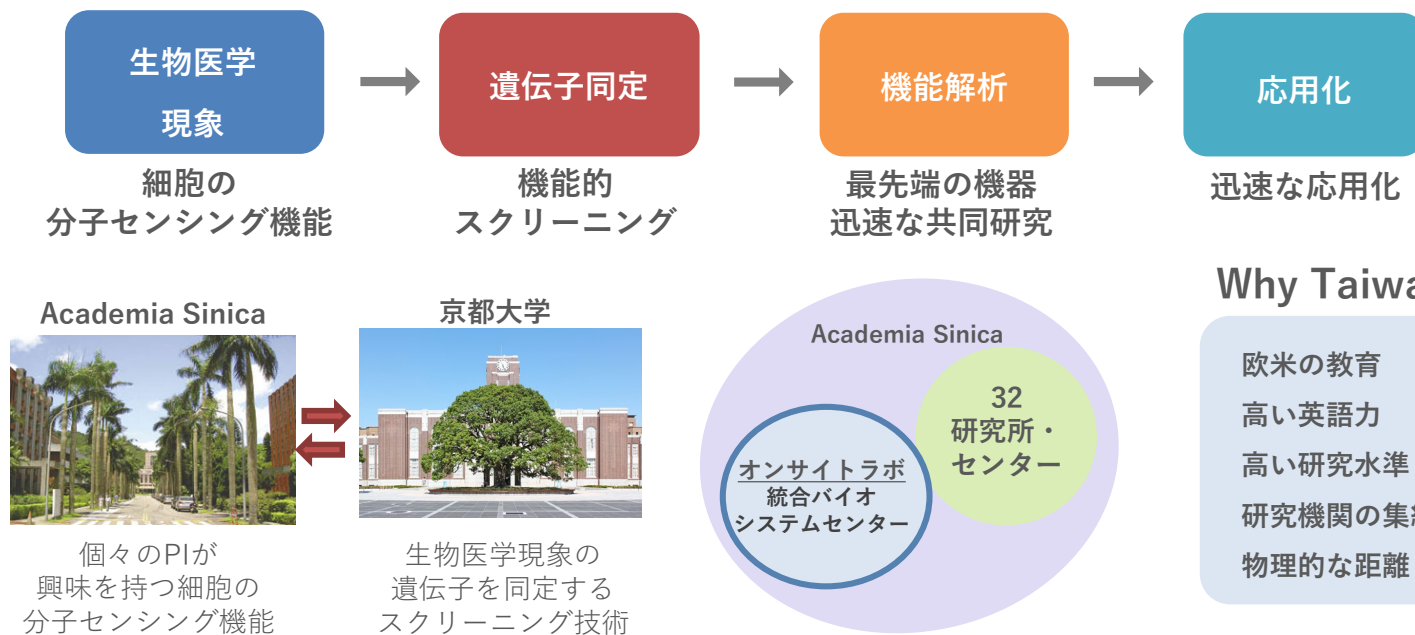 生物医学
現象
遺伝子同定
機能解析
応用化
細胞の
分子センシング機能
機能的
スクリーニング
最先端の機器
迅速な共同研究
迅速な応用化
Academia Sinica
京都大学
個々のPIが
興味を持つ細胞の
分子センシング機能
生物医学現象の
遺伝子を同定する
スクリーニング技術
Academia Sinica
32
研究所・
センター
オンサイトラボ
統合バイオ
システムセンター
Why Taiwa
欧米の教育
高い英語力
高い研究水準
研究機関の集
物理的な距離